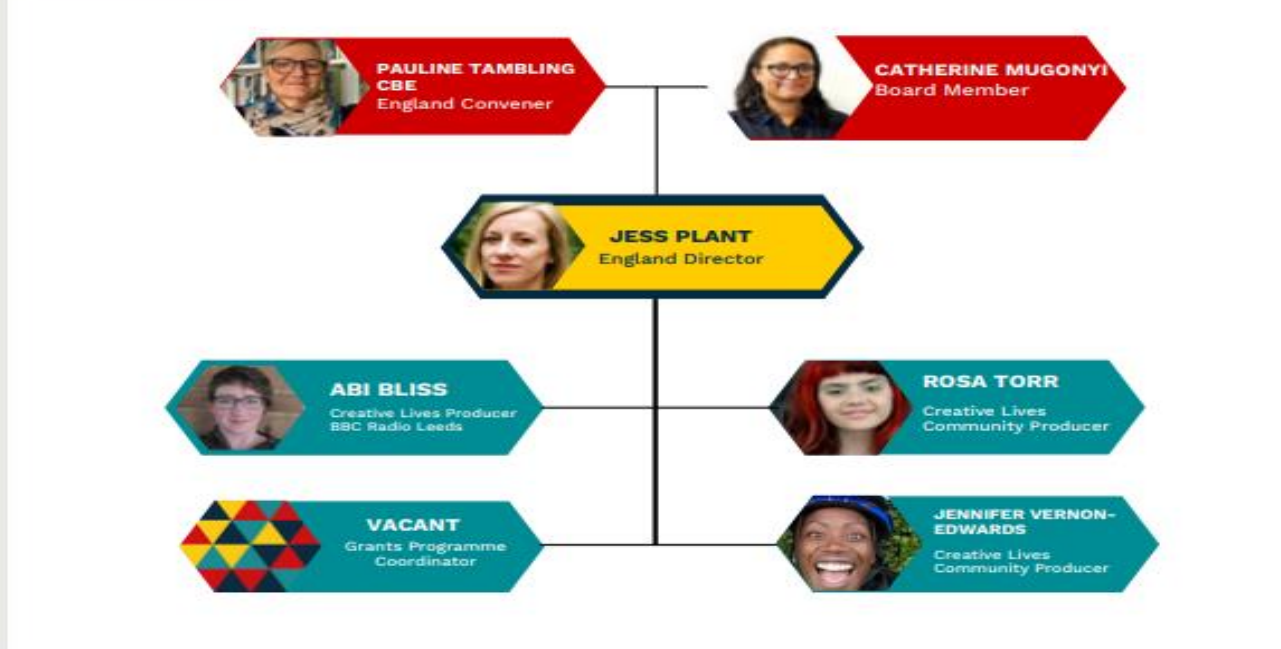 PAULINE TAMBLING
CBE
England Convener
CATHERINE MUGONYI
Board Member
JESS PLANT
England Director
ABI BLISS
Creative Lives Producer
BBC Radio Leeds
ROSA TORR
Creative Lives
Community Producer
VACANT
Grants Programme
Coordinator
JENNIFER VERNON-
EDWARDS
Creative Lives
Community Producer